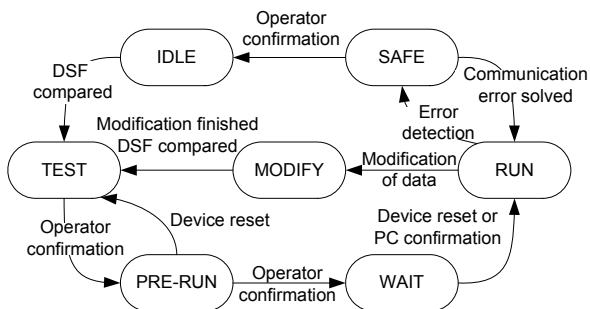 Operator
confirmation
IDLE
SAFE
DSF
compared
Communication
error solved
Error
detection
Modification finished
DSF compared
TEST
MODIFY
Modification
of data
RUN
Operator
confirmation
Device reset
Device reset or
PC confirmation
PRE-RUN
Operator
confirmation
WAIT